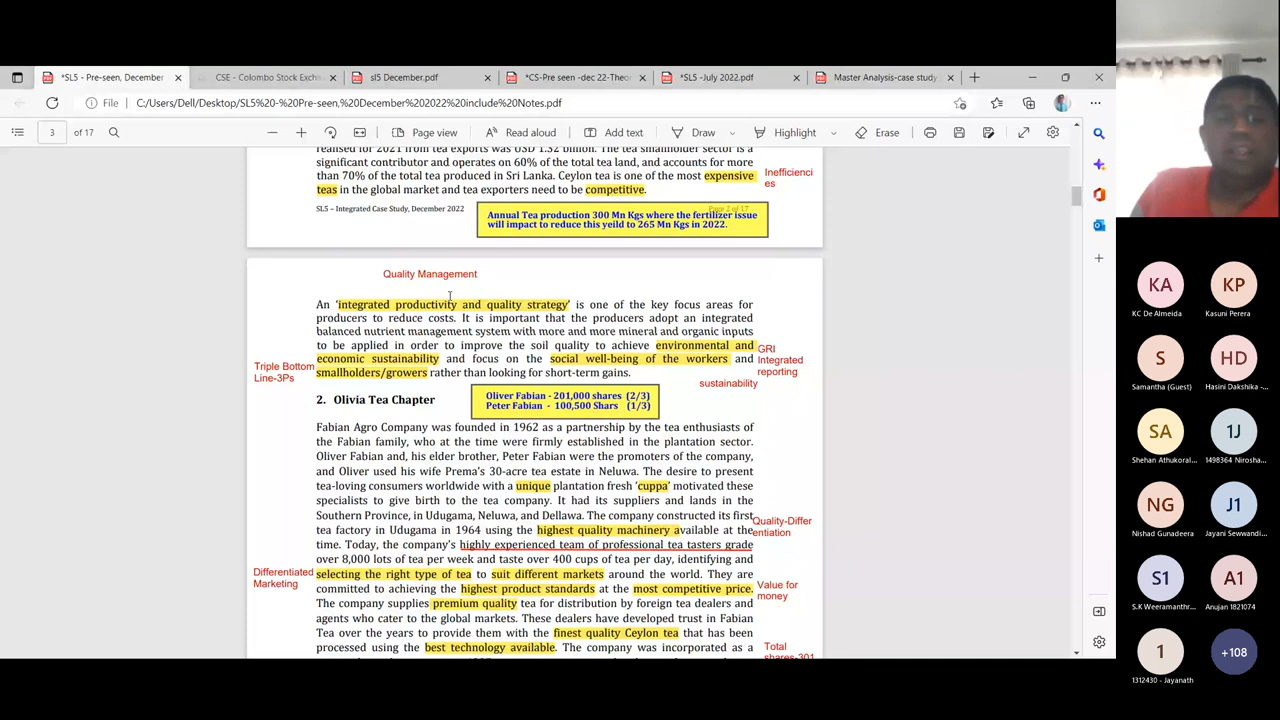 *SL5 - Pre-seen, December
CSE - Colombo Stock Exch
sl5 December.pdf
*CS-Pre seen -dec 22-Theo
*SL5 -July 2022.pdf
Master Analysis-case study
File
C:/Users/Dell/Desktop/SL5%20-%20Pre-seen,%20December%202022%20include%20Notes.pdf
3 of 17
Page view
Read aloud
Add text
Draw
Highlight
Erase
realised for 2021 from tea exports was USD 1.32 billion. The tea smallholder sector is a
significant contributor and operates on 60% of the total tea land, and accounts for more
than 70% of the total tea produced in Sri Lanka. Ceylon tea is one of the most expensive
teas in the global market and tea exporters need to be competitive.
Inefficienci
es
SL5 – Integrated Case Study, December 2022
Page 2 of 17
Annual Tea production 300 Mn Kgs where the fertilizer issue
will impact to reduce this yeild to 265 Mn Kgs in 2022.
Quality Management
An ‘integrated productivity and quality strategy’ is one of the key focus areas for
producers to reduce costs. It is important that the producers adopt an integrated
balanced nutrient management system with more and more mineral and organic inputs
to be applied in order to improve the soil quality to achieve environmental and
economic sustainability and focus on the social well-being of the workers and
smallholders/growers rather than looking for short-term gains.
GRI
Integrated
reporting
Triple Bottom
Line-3Ps
sustainability
2. Olivia Tea Chapter
Oliver Fabian - 201,000 shares (2/3)
Peter Fabian - 100,500 Shars (1/3)
Fabian Agro Company was founded in 1962 as a partnership by the tea enthusiasts of
the Fabian family, who at the time were firmly established in the plantation sector.
Oliver Fabian and, his elder brother, Peter Fabian were the promoters of the company,
and Oliver used his wife Prema’s 30-acre tea estate in Neluwa. The desire to present
tea-loving consumers worldwide with a unique plantation fresh ‘cuppa’ motivated these
specialists to give birth to the tea company. It had its suppliers and lands in the
Southern Province, in Udugama, Neluwa, and Dellawa. The company constructed its first
tea factory in Udugama in 1964 using the highest quality machinery available at the
time. Today, the company’s highly experienced team of professional tea tasters grade
over 8,000 lots of tea per week and taste over 400 cups of tea per day, identifying and
selecting the right type of tea to suit different markets around the world. They are
committed to achieving the highest product standards at the most competitive price.
The company supplies premium quality tea for distribution by foreign tea dealers and
agents who cater to the global markets. These dealers have developed trust in Fabian
Tea over the years to provide them with the finest quality Ceylon tea that has been
processed using the best technology available. The company was incorporated as a
Quality-Differ
entiation
Differentiated
Marketing
Value for
money
Total
shares-301
KA
KC De Almeida
KP
Kasuni Perera
S
Samantha (Guest)
HD
Hasini Dakshika -...
SA
Shehan Athukoral...
1J
1498364 Nirosha...
NG
Nishad Gunadeera
J1
Jayani Sewwandi...
S1
S.K Weeramanthr...
A1
Anujan 1821074
1
1312430 - Jayanath
+108